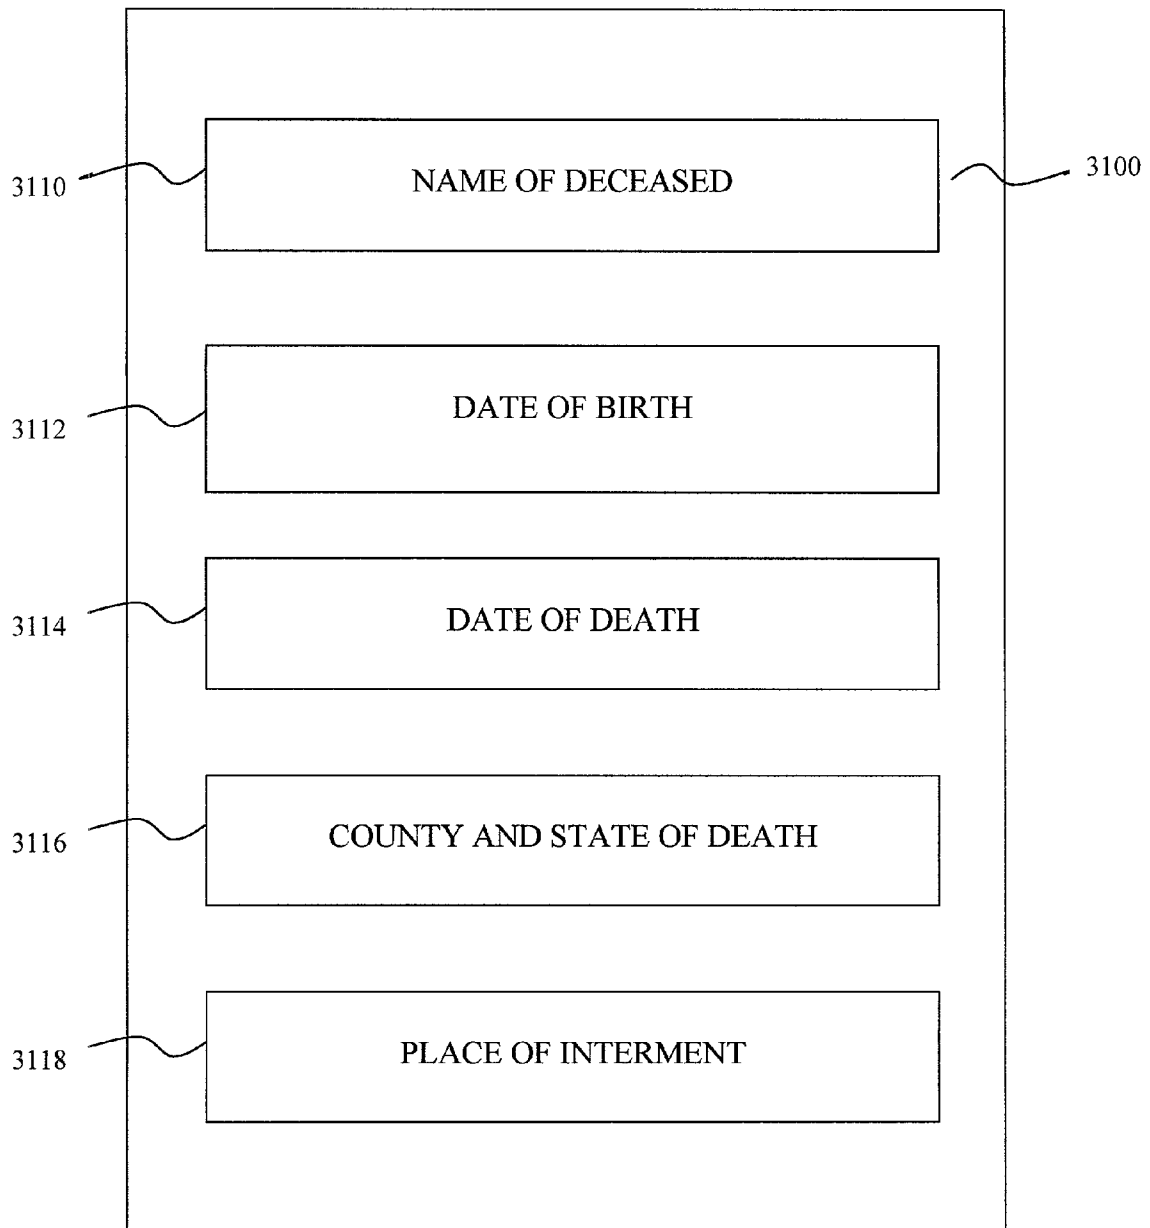 3110
NAME OF DECEASED
3100
3112
DATE OF BIRTH
3114
DATE OF DEATH
3116
COUNTY AND STATE OF DEATH
3118
PLACE OF INTERMENT